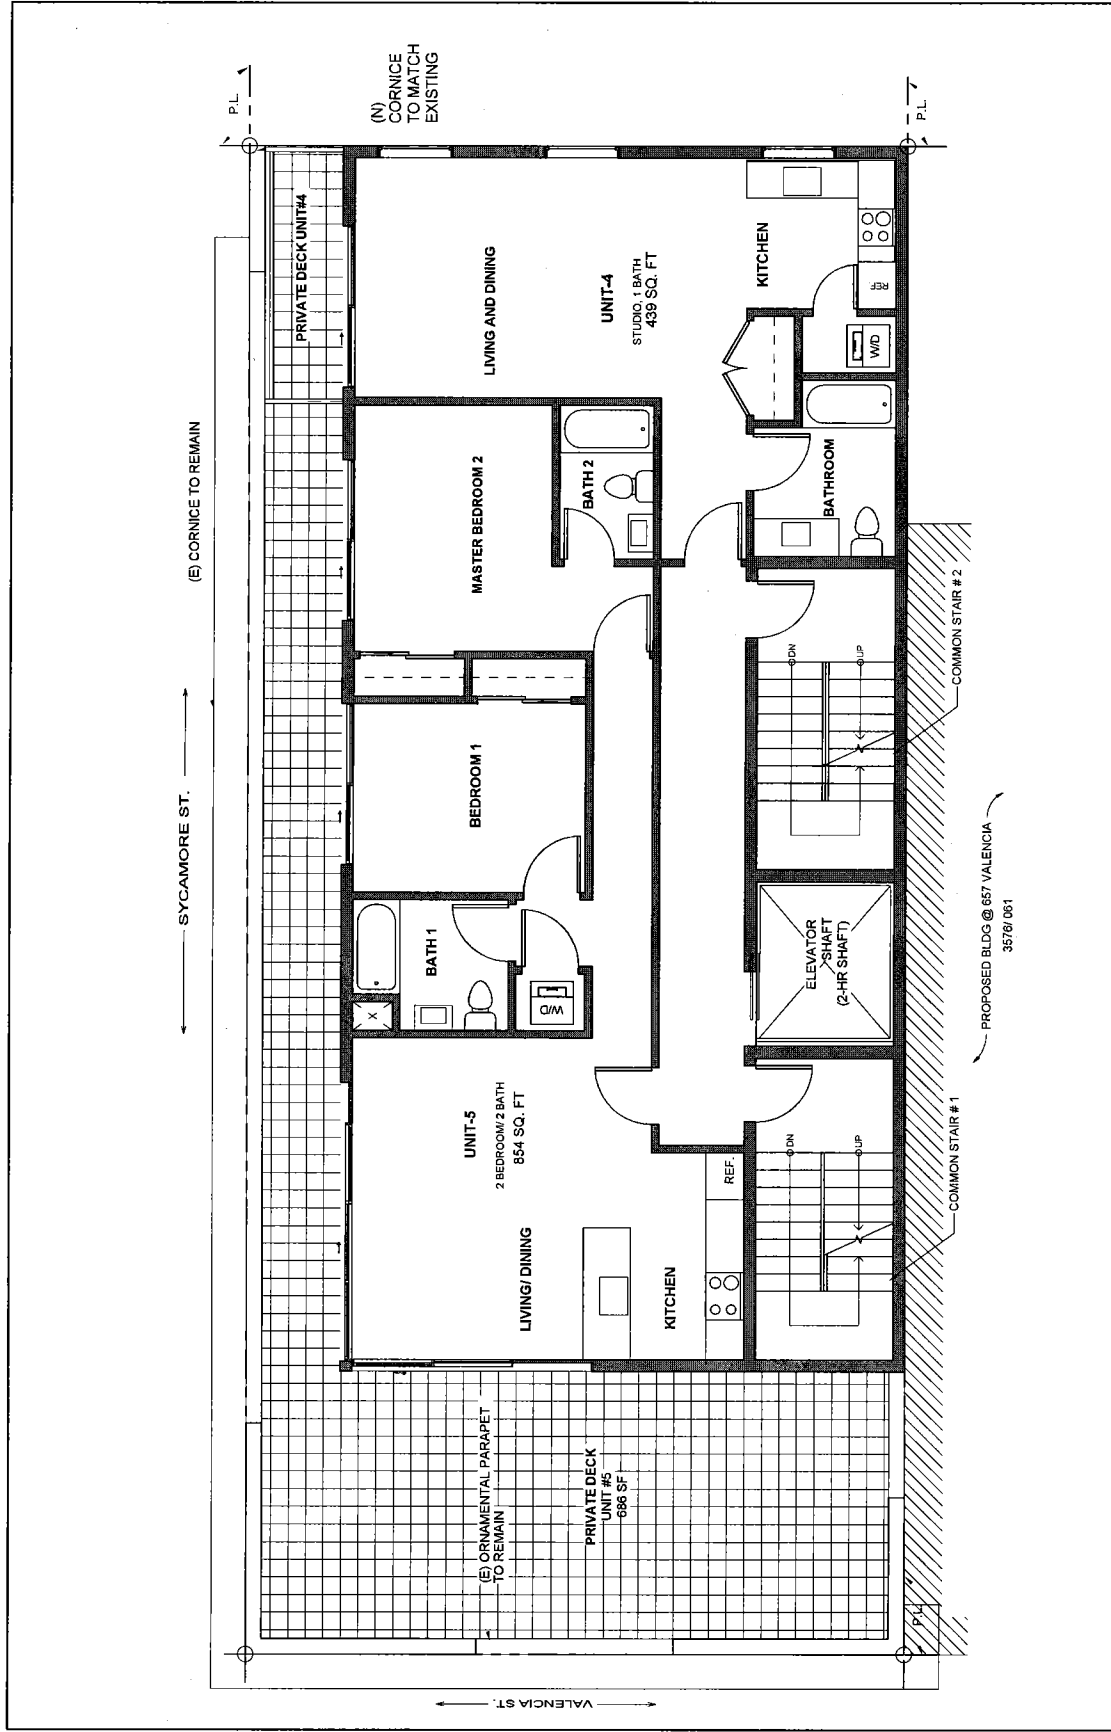 P.L.
(N)
CORNICE
TO MATCH
EXISTING
P.L.
PRIVATE DECK UNIT#4
LIVING AND DINING
UNIT-4
STUDIO, 1 BATH
439 SQ. FT
KITCHEN
REF
W/D
BATHROOM
(E) CORNICE TO REMAIN
MASTER BEDROOM 2
BATH 2
SYCAMORE ST.
BEDROOM 1
BATH 1
X
W/D
DN
UP
COMMON STAIR # 2
ELEVATOR
SHAFT
(2-HR SHAFT)
PROPOSED BLDG @ 657 VALENCIA
3576/ 061
UNIT-5
2 BEDROOM/ 2 BATH
854 SQ. FT
LIVING/ DINING
KITCHEN
REF.
DN
UP
COMMON STAIR # 1
(E) ORNAMENTAL PARAPET
TO REMAIN
PRIVATE DECK
UNIT #5
686 SF
P.L.
VALENCIA ST.